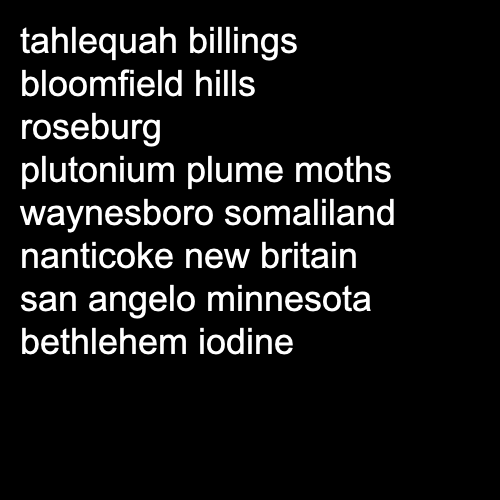 tahlequah billings
bloomfield hills
roseburg
plutonium plume moths
waynesboro somaliland
nanticoke new britain
san angelo minnesota
bethlehem iodine